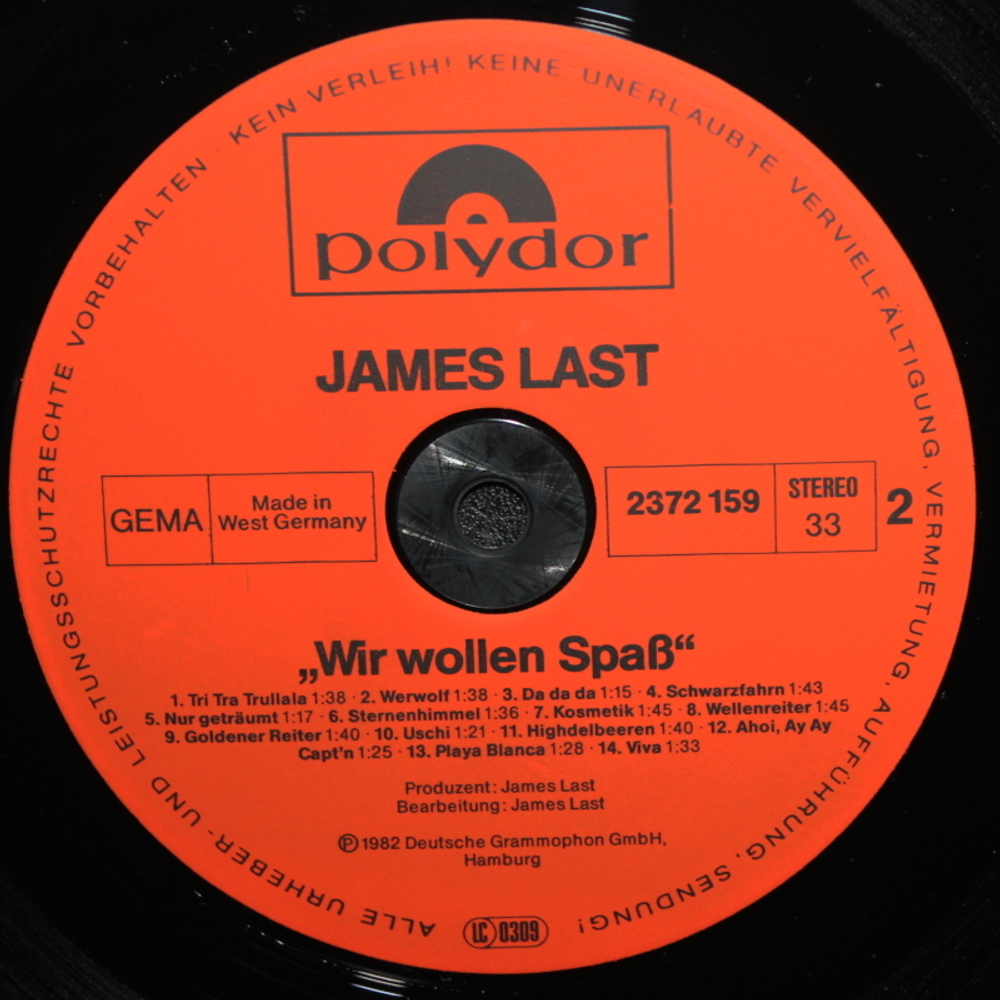 ALLE URHEBER- UND LEISTUNGSSCHUTZRECHTE VORBEHALTEN · KEIN VERLEIH! KEINE UNERLAUBTE VERVIELFÄLTIGUNG, VERMIETUNG, AUFFÜHRUNG, SENDUNG!
polydor
JAMES LAST
GEMA
Made in
West Germany
2372 159
STEREO
33
2
„Wir wollen Spaß“
1. Tri Tra Trullala 1:38 · 2. Werwolf 1:38 · 3. Da da da 1:15 · 4. Schwarzfahrn 1:43
5. Nur geträumt 1:17 · 6. Sternenhimmel 1:36 · 7. Kosmetik 1:45 · 8. Wellenreiter 1:45
9. Goldener Reiter 1:40 · 10. Uschi 1:21 · 11. Highdelbeeren 1:40 · 12. Ahoi, Ay Ay
Capt'n 1:25 · 13. Playa Blanca 1:28 · 14. Viva 1:33
Produzent: James Last
Bearbeitung: James Last
Ⓟ 1982 Deutsche Grammophon GmbH,
Hamburg
LC 0309